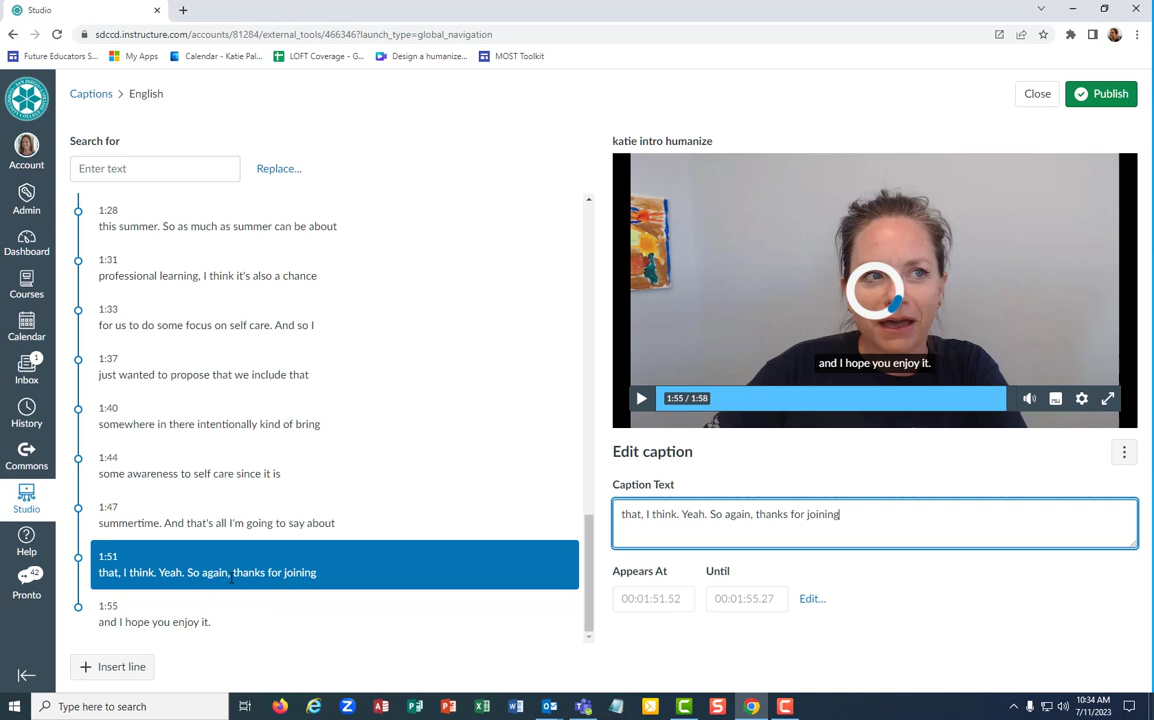 Studio
sdccd.instructure.com/accounts/81284/external_tools/466346?launch_type=global_navigation
Future Educators S...
My Apps
Calendar - Katie Pal...
LOFT Coverage - G...
Design a humanize...
MOST Toolkit
Account
Admin
Dashboard
Courses
Calendar
1
Inbox
History
Commons
Studio
Help
42
Pronto
Captions > English
Close
Publish
Search for
Enter text
Replace...
1:28
this summer. So as much as summer can be about
1:31
professional learning, I think it's also a chance
1:33
for us to do some focus on self care. And so I
1:37
just wanted to propose that we include that
1:40
somewhere in there intentionally kind of bring
1:44
some awareness to self care since it is
1:47
summertime. And that's all I'm going to say about
1:51
that, I think. Yeah. So again, thanks for joining
1:55
and I hope you enjoy it.
Insert line
katie intro humanize
and I hope you enjoy it.
1:55 / 1:58
Edit caption
Caption Text
that, I think. Yeah. So again, thanks for joining
Appears At
Until
00:01:51.52
00:01:55.27
Edit...
Type here to search
10:34 AM
7/11/2023